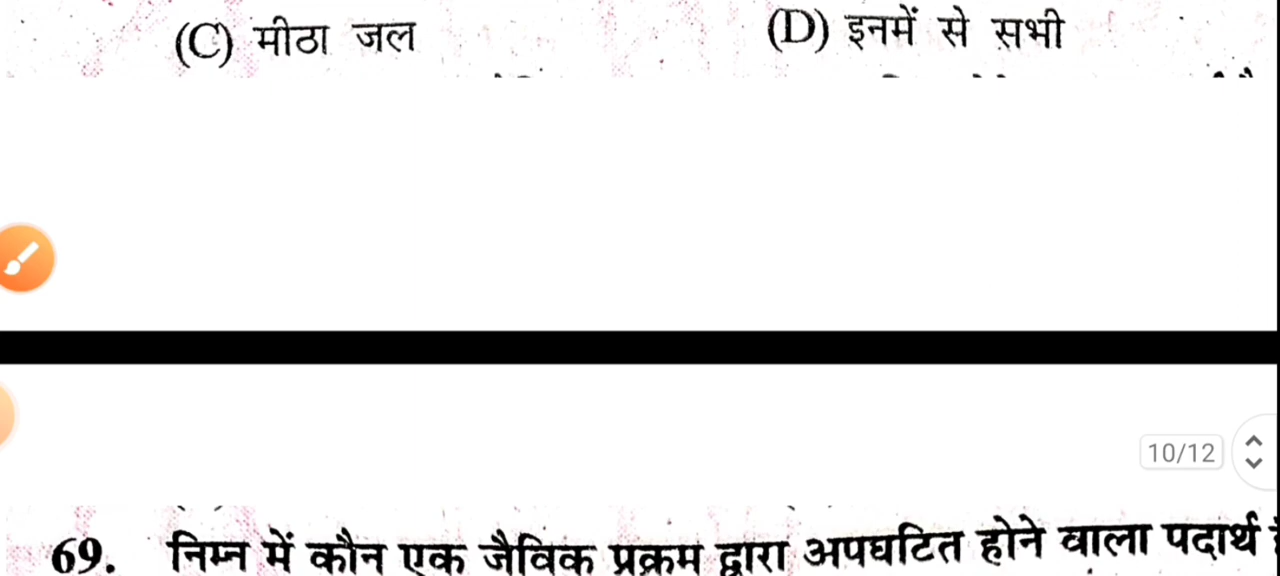 (C) मीठा जल (D) इनमें से सभी
10/12
69. निम्न में कौन एक जैविक प्रक्रम द्वारा अपघटित होने वाला पदार्थ